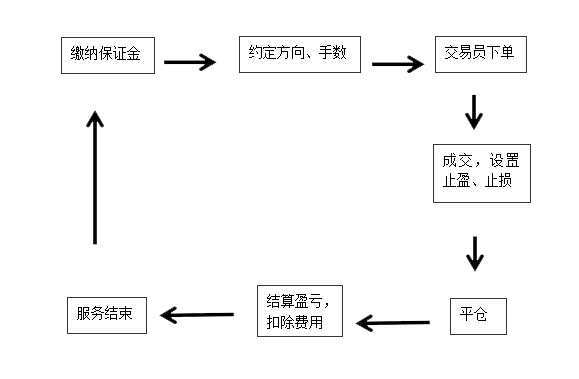 缴纳保证金
约定方向、手数
交易员下单
成交，设置
止盈、止损
平仓
结算盈亏，
扣除费用
服务结束